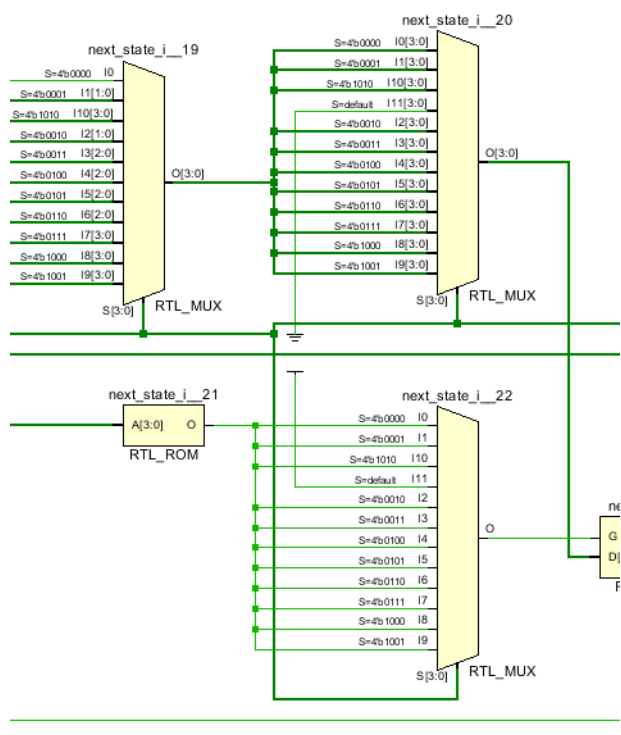 next_state_i__19
S=4'b0000 I0
S=4'b0001 I1[1:0]
S=4'b1010 I10[3:0]
S=4'b0010 I2[1:0]
S=4'b0011 I3[2:0]
S=4'b0100 I4[2:0]
S=4'b0101 I5[2:0]
S=4'b0110 I6[2:0]
S=4'b0111 I7[3:0]
S=4'b1000 I8[3:0]
S=4'b1001 I9[3:0]
O[3:0]
S[3:0]
RTL_MUX
next_state_i__20
S=4'b0000 I0[3:0]
S=4'b0001 I1[3:0]
S=4'b1010 I10[3:0]
S=default I11[3:0]
S=4'b0010 I2[3:0]
S=4'b0011 I3[3:0]
S=4'b0100 I4[3:0]
S=4'b0101 I5[3:0]
S=4'b0110 I6[3:0]
S=4'b0111 I7[3:0]
S=4'b1000 I8[3:0]
S=4'b1001 I9[3:0]
O[3:0]
S[3:0]
RTL_MUX
next_state_i__21
A[3:0] O
RTL_ROM
next_state_i__22
S=4'b0000 I0
S=4'b0001 I1
S=4'b1010 I10
S=default I11
S=4'b0010 I2
S=4'b0011 I3
S=4'b0100 I4
S=4'b0101 I5
S=4'b0110 I6
S=4'b0111 I7
S=4'b1000 I8
S=4'b1001 I9
O
S[3:0]
RTL_MUX
ne
G
D[